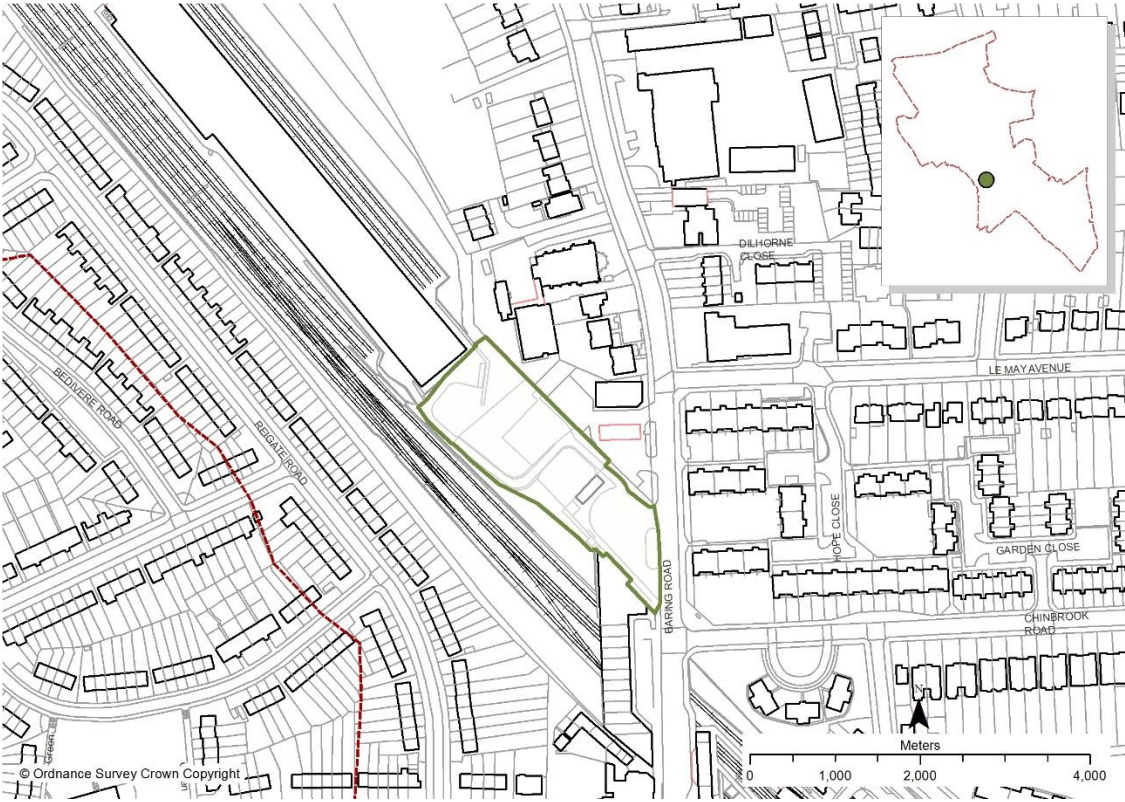 DILHORNE
CLOSE
LE MAY AVENUE
BEDIVERE ROAD
REIGATE ROAD
HOPE CLOSE
GARDEN CLOSE
BARING ROAD
CHINBROOK
ROAD
N
Meters
0 1,000 2,000 4,000
Green
© Ordnance Survey Crown Copyright